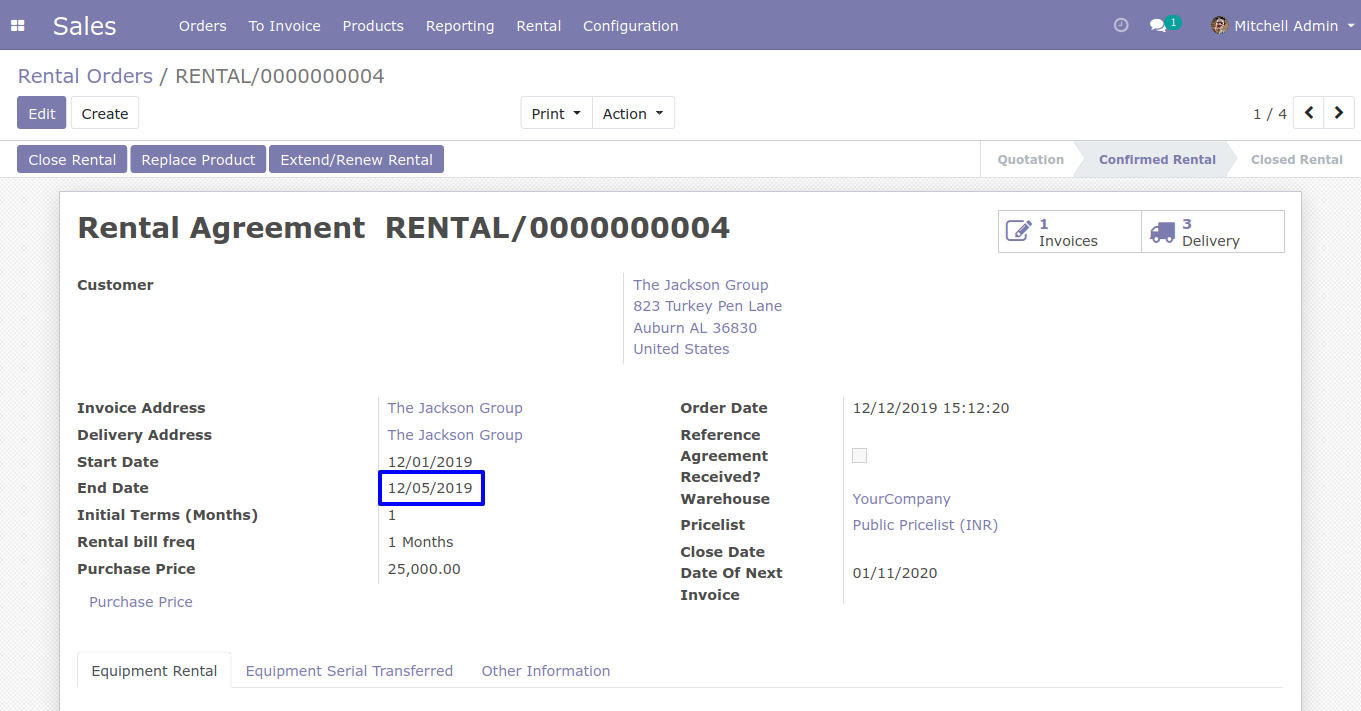 Sales Orders To Invoice Products Reporting Rental Configuration 1 Mitchell Admin
Rental Orders / RENTAL/0000000004
Edit Create Print Action 1 / 4
Close Rental Replace Product Extend/Renew Rental Quotation Confirmed Rental Closed Rental
Rental Agreement RENTAL/0000000004
1 Invoices
3 Delivery
Customer
The Jackson Group
823 Turkey Pen Lane
Auburn AL 36830
United States
Invoice Address The Jackson Group
Delivery Address The Jackson Group
Start Date 12/01/2019
End Date 12/05/2019
Initial Terms (Months) 1
Rental bill freq 1 Months
Purchase Price 25,000.00
Purchase Price
Order Date 12/12/2019 15:12:20
Reference
Agreement
Received?
Warehouse YourCompany
Pricelist Public Pricelist (INR)
Close Date
Date Of Next 01/11/2020
Invoice
Equipment Rental Equipment Serial Transferred Other Information